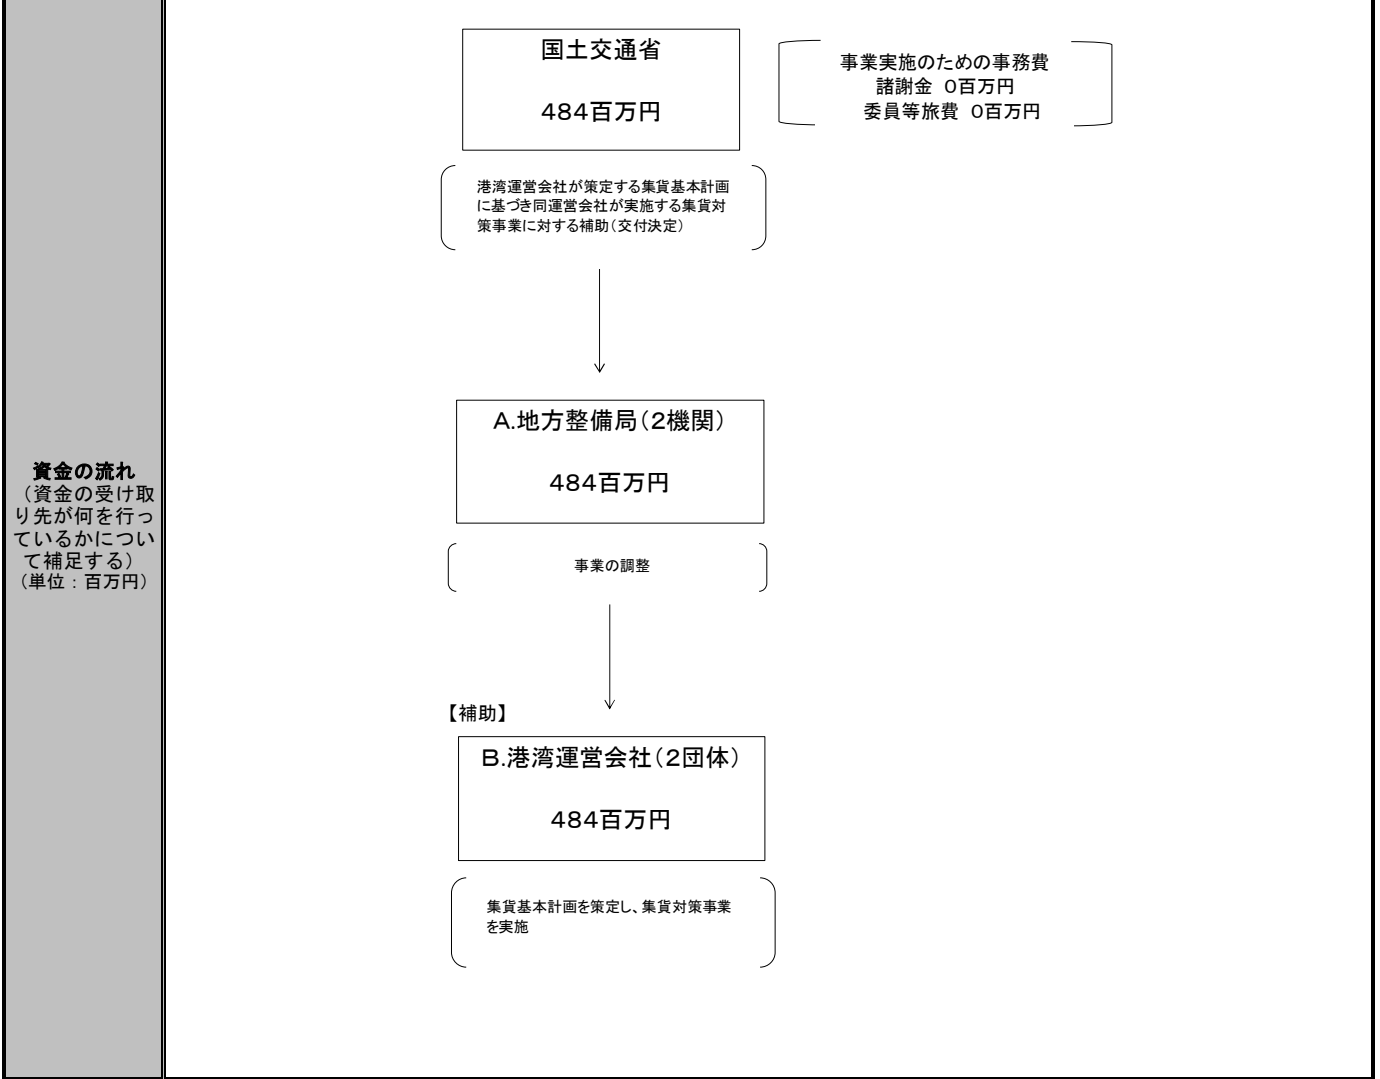 資金の流れ
（資金の受け取
り先が何を行っ
ているかについ
て補足する）
（単位：百万円）
国土交通省
484百万円
事業実施のための事務費
諸謝金 0百万円
委員等旅費 0百万円
港湾運営会社が策定する集貨基本計画
に基づき同運営会社が実施する集貨対
策事業に対する補助（交付決定）
A.地方整備局（2機関）
484百万円
事業の調整
【補助】
B.港湾運営会社（2団体）
484百万円
集貨基本計画を策定し、集貨対策事業
を実施